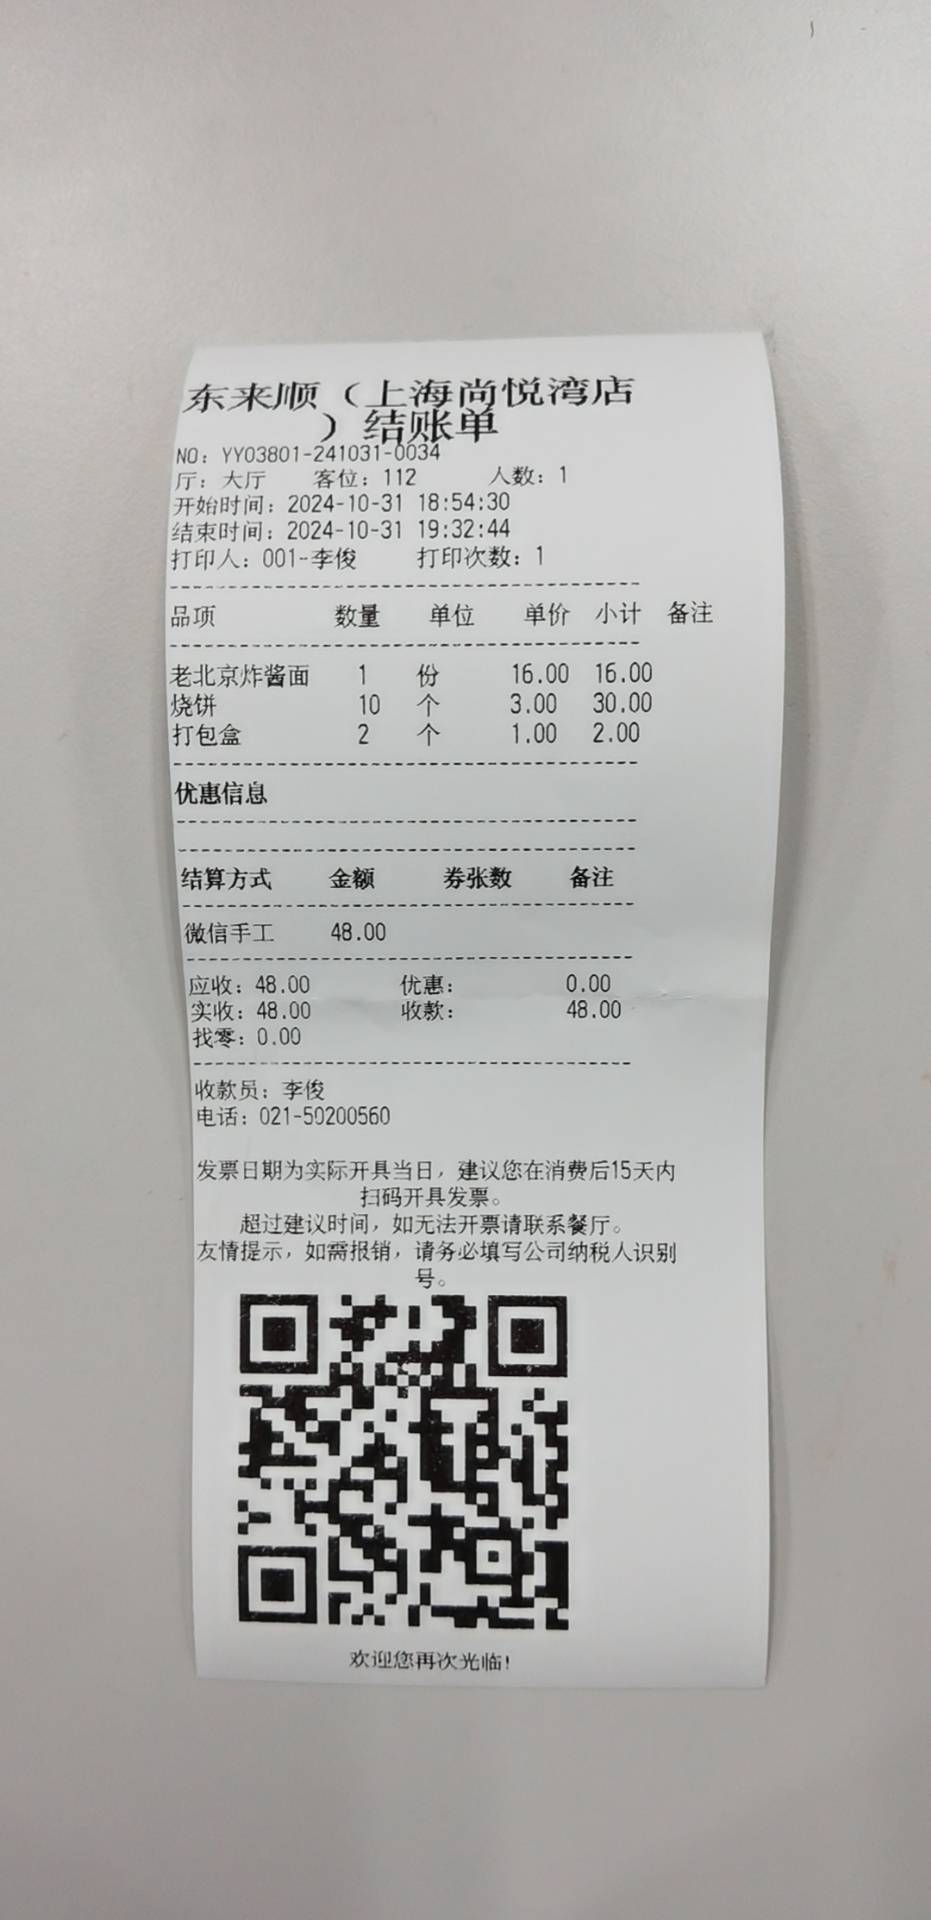 东来顺（上海尚悦湾店
）结账单
NO：YY03801-241031-0034
厅：大厅 客位：112 人数：1
开始时间：2024-10-31 18:54:30
结束时间：2024-10-31 19:32:44
打印人：001-李俊 打印次数：1
品项 数量 单位 单价 小计 备注
老北京炸酱面 1 份 16.00 16.00
烧饼 10 个 3.00 30.00
打包盒 2 个 1.00 2.00
优惠信息
结算方式 金额 券张数 备注
微信手工 48.00
应收：48.00 优惠： 0.00
实收：48.00 收款： 48.00
找零：0.00
收款员：李俊
电话：021-50200560
发票日期为实际开具当日，建议您在消费后15天内
扫码开具发票。
超过建议时间，如无法开票请联系餐厅。
友情提示，如需报销，请务必填写公司纳税人识别
号。
欢迎您再次光临！